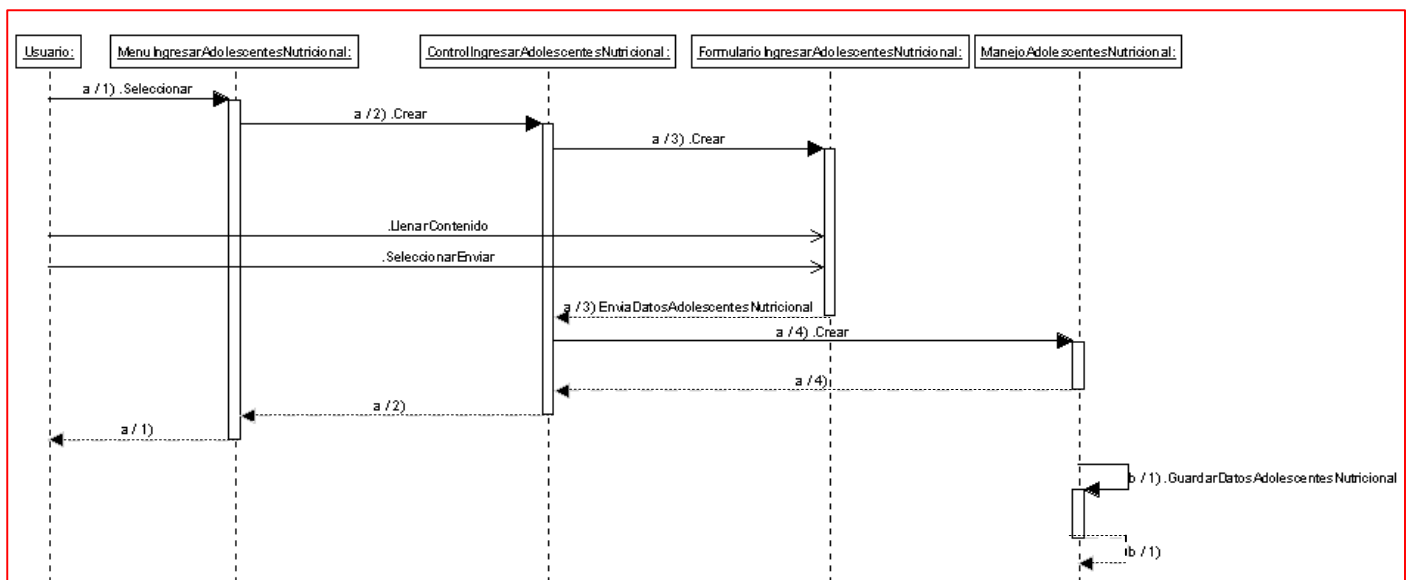 Usuario:
MenuIngresarAdolescentesNutricional:
ControlIngresarAdolescentesNutricional:
FormularioIngresarAdolescentesNutricional:
ManejoAdolescentesNutricional:
a / 1) .Seleccionar
a / 2) .Crear
a / 3) .Crear
.LlenarContenido
.SeleccionarEnviar
a / 3) EnviaDatosAdolescentesNutricional
a / 4) .Crear
a / 4)
a / 2)
a / 1)
b / 1) .GuardarDatosAdolescentesNutricional
b / 1)